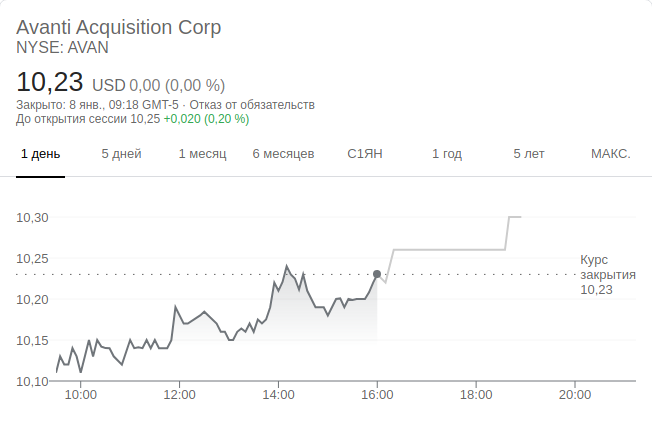 Avanti Acquisition Corp
NYSE: AVAN
10,23 USD 0,00 (0,00 %)
Закрыто: 8 янв., 09:18 GMT-5 · Отказ от обязательств
До открытия сессии 10,25 +0,020 (0,20 %)
1 день 5 дней 1 месяц 6 месяцев С1ЯН 1 год 5 лет МАКС.
10,30
10,25
10,20
10,15
10,10
Курс
закрытия
10,23
10:00 12:00 14:00 16:00 18:00 20:00